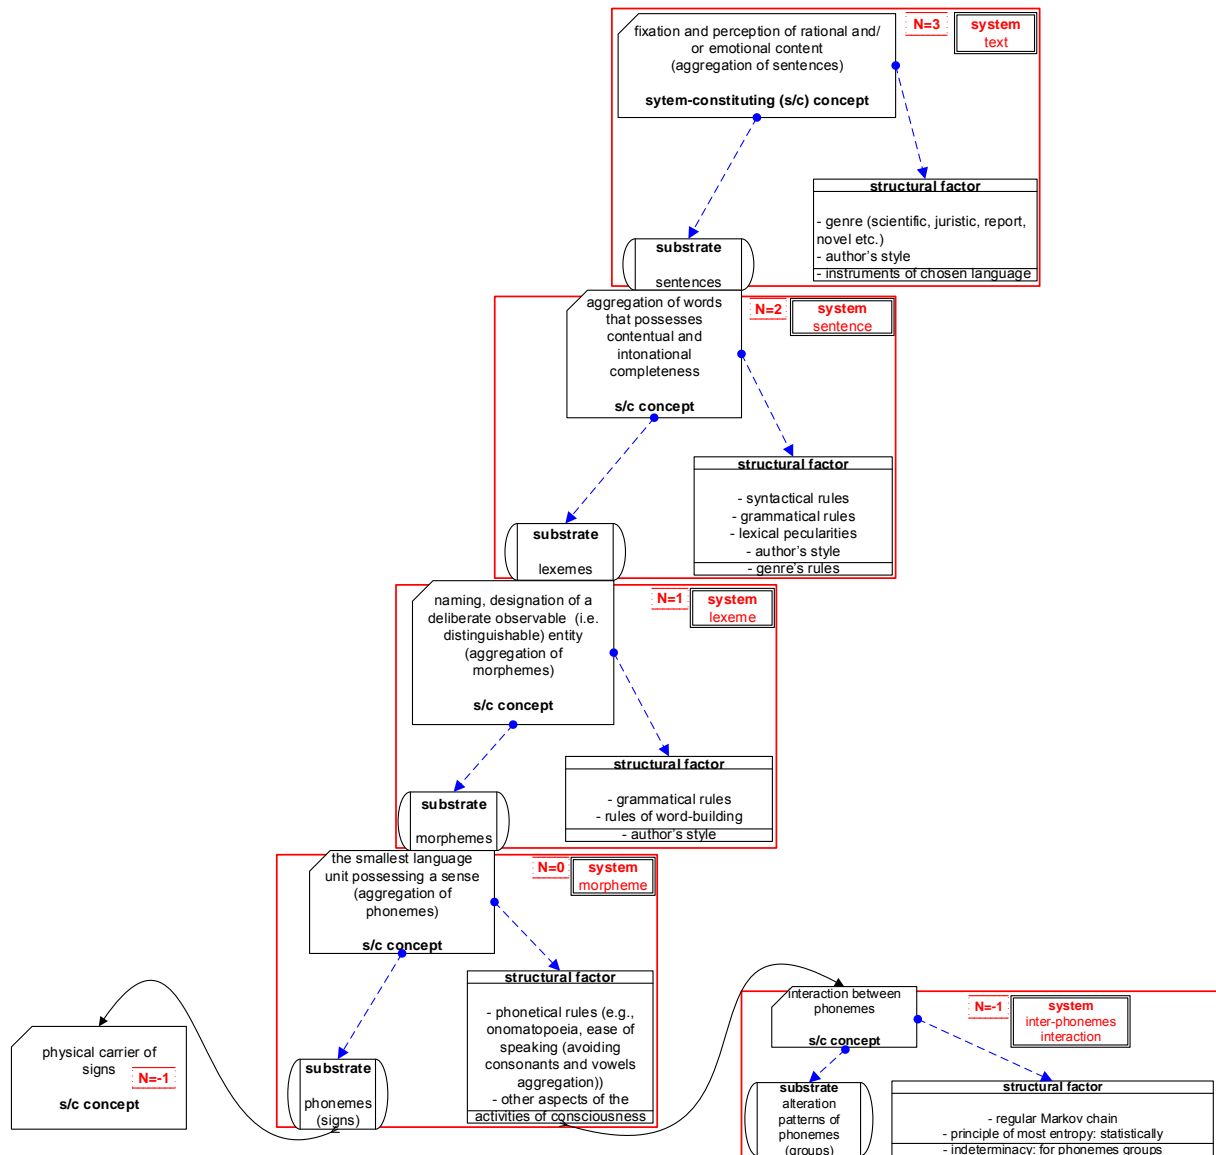 fixation and perception of rational and/
or emotional content
(aggregation of sentences)
sytem-constituting (s/c) concept
N=3
system
text
structural factor
- genre (scientific, juristic, report,
novel etc.)
- author's style
- instruments of chosen language
substrate
sentences
aggregation of words
that possesses
contentual and
intonational
completeness
s/c concept
N=2
system
sentence
structural factor
- syntactical rules
- grammatical rules
- lexical pecularities
- author's style
- genre's rules
substrate
lexemes
naming, designation of a
deliberate observable (i.e.
distinguishable) entity
(aggregation of
morphemes)
s/c concept
N=1
system
lexeme
structural factor
- grammatical rules
- rules of word-building
- author's style
substrate
morphemes
the smallest language
unit possessing a sense
(aggregation of
phonemes)
s/c concept
N=0
system
morpheme
structural factor
- phonetical rules (e.g.,
onomatopoeia, ease of
speaking (avoiding
consonants and vowels
aggregation))
- other aspects of the
activities of consciousness
substrate
phonemes
(signs)
physical carrier of
signs
N=-1
s/c concept
interaction between
phonemes
s/c concept
N=-1
system
inter-phonemes
interaction
substrate
alteration
patterns of
phonemes
(groups)
structural factor
- regular Markov chain
- principle of most entropy: statistically
- indeterminacy: for phonemes groups